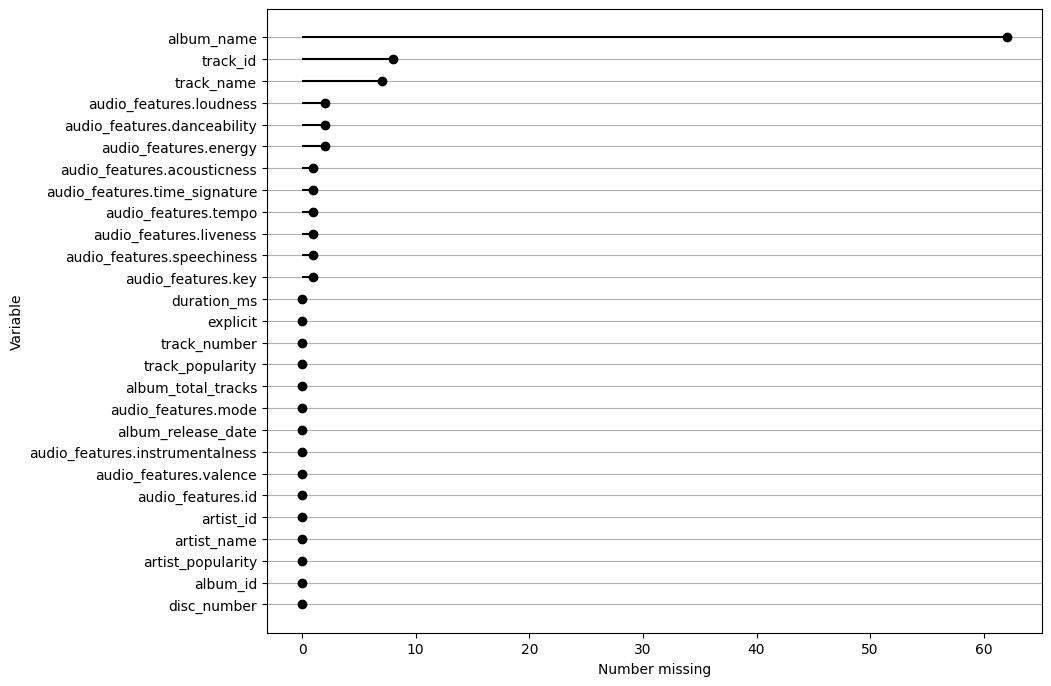 album_name
track_id
track_name
audio_features.loudness
audio_features.danceability
audio_features.energy
audio_features.acousticness
audio_features.time_signature
audio_features.tempo
audio_features.liveness
audio_features.speechiness
audio_features.key
duration_ms
explicit
track_number
track_popularity
album_total_tracks
audio_features.mode
album_release_date
audio_features.instrumentalness
audio_features.valence
audio_features.id
artist_id
artist_name
artist_popularity
album_id
disc_number
Variable
0 10 20 30 40 50 60
Number missing